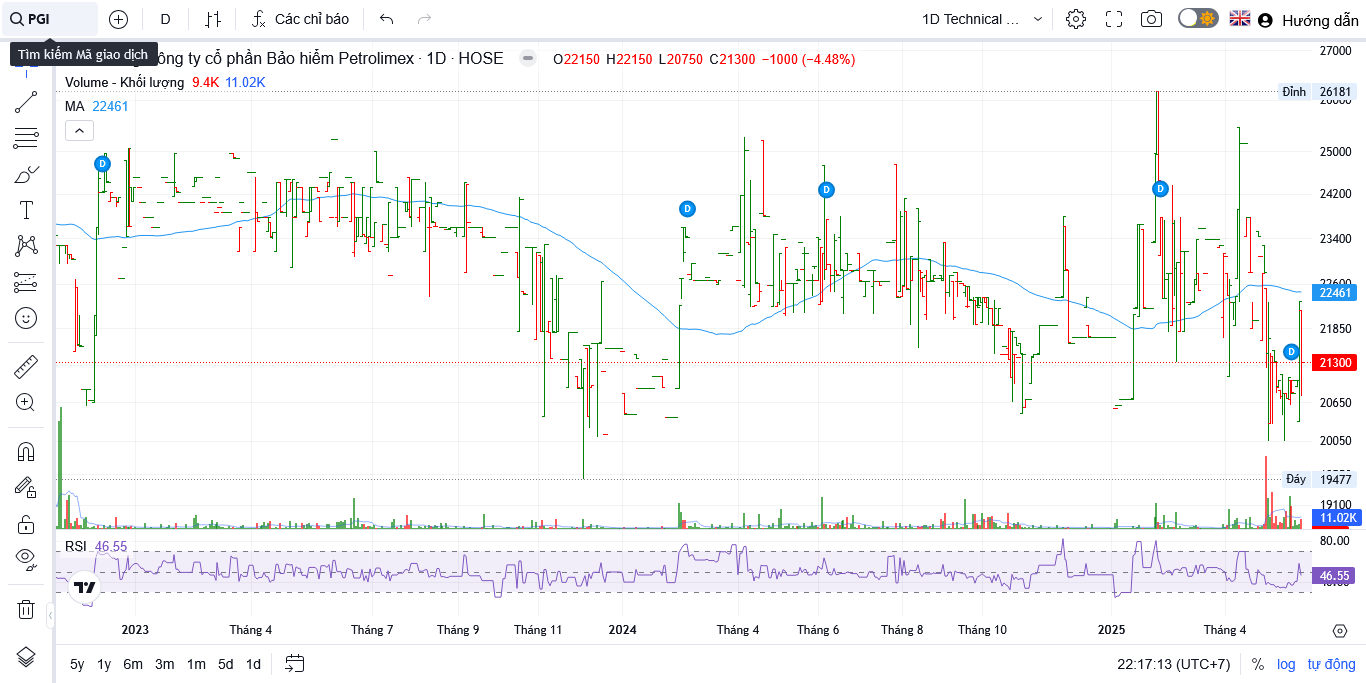 PGI D Các chỉ báo 1D Technical ... Hướng dẫn
Tìm kiếm Mã giao dịch
ông ty cổ phần Bảo hiểm Petrolimex · 1D · HOSE O22150 H22150 L20750 C21300 −1000 (−4.48%)
Volume - Khối lượng 9.4K 11.02K
MA 22461
27000
Đỉnh 26181
26000
25000
24200
23400
22600
22461
21850
21300
20650
20050
Đáy 19477
19100
11.02K
RSI 46.55
80.00
46.55
D
D
D
D
D
2023 Tháng 4 Tháng 7 Tháng 9 Tháng 11 2024 Tháng 4 Tháng 6 Tháng 8 Tháng 10 2025 Tháng 4
5y 1y 6m 3m 1m 5d 1d 22:17:13 (UTC+7) % log tự động